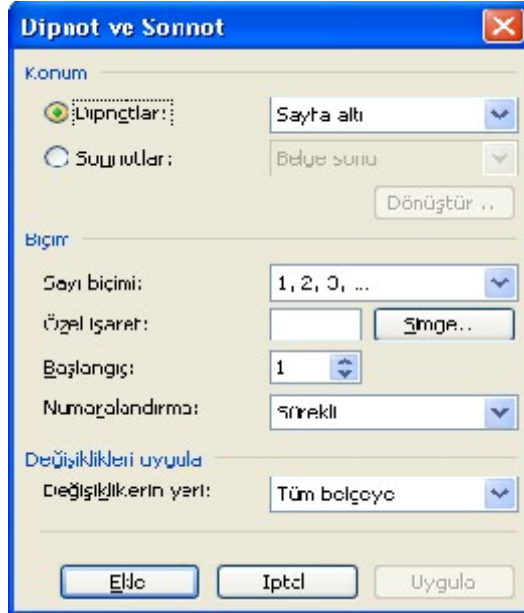 Dipnot ve Sonnot
Konum
Dipnotlar: Sayfa altı
Sonnotlar: Belge sonu
Dönüştür ...
Biçim
Sayı biçimi: 1, 2, 3, ...
Özel işaret: Simge...
Başlangıç: 1
Numaralandırma: Sürekli
Değişiklikleri uygula
Değişikliklerin yeri: Tüm belgeye
Ekle İptal Uygula